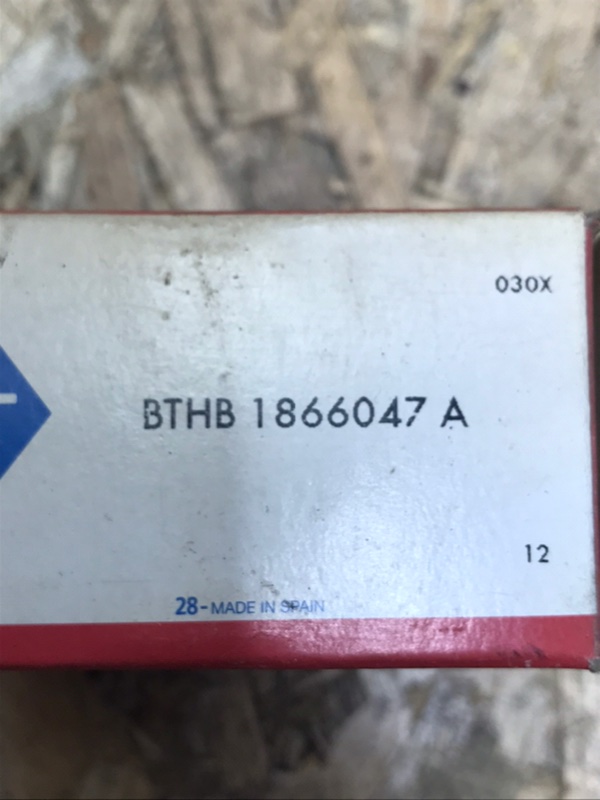 030X
BTHB 1866047 A
12
28-MADE IN SPAIN